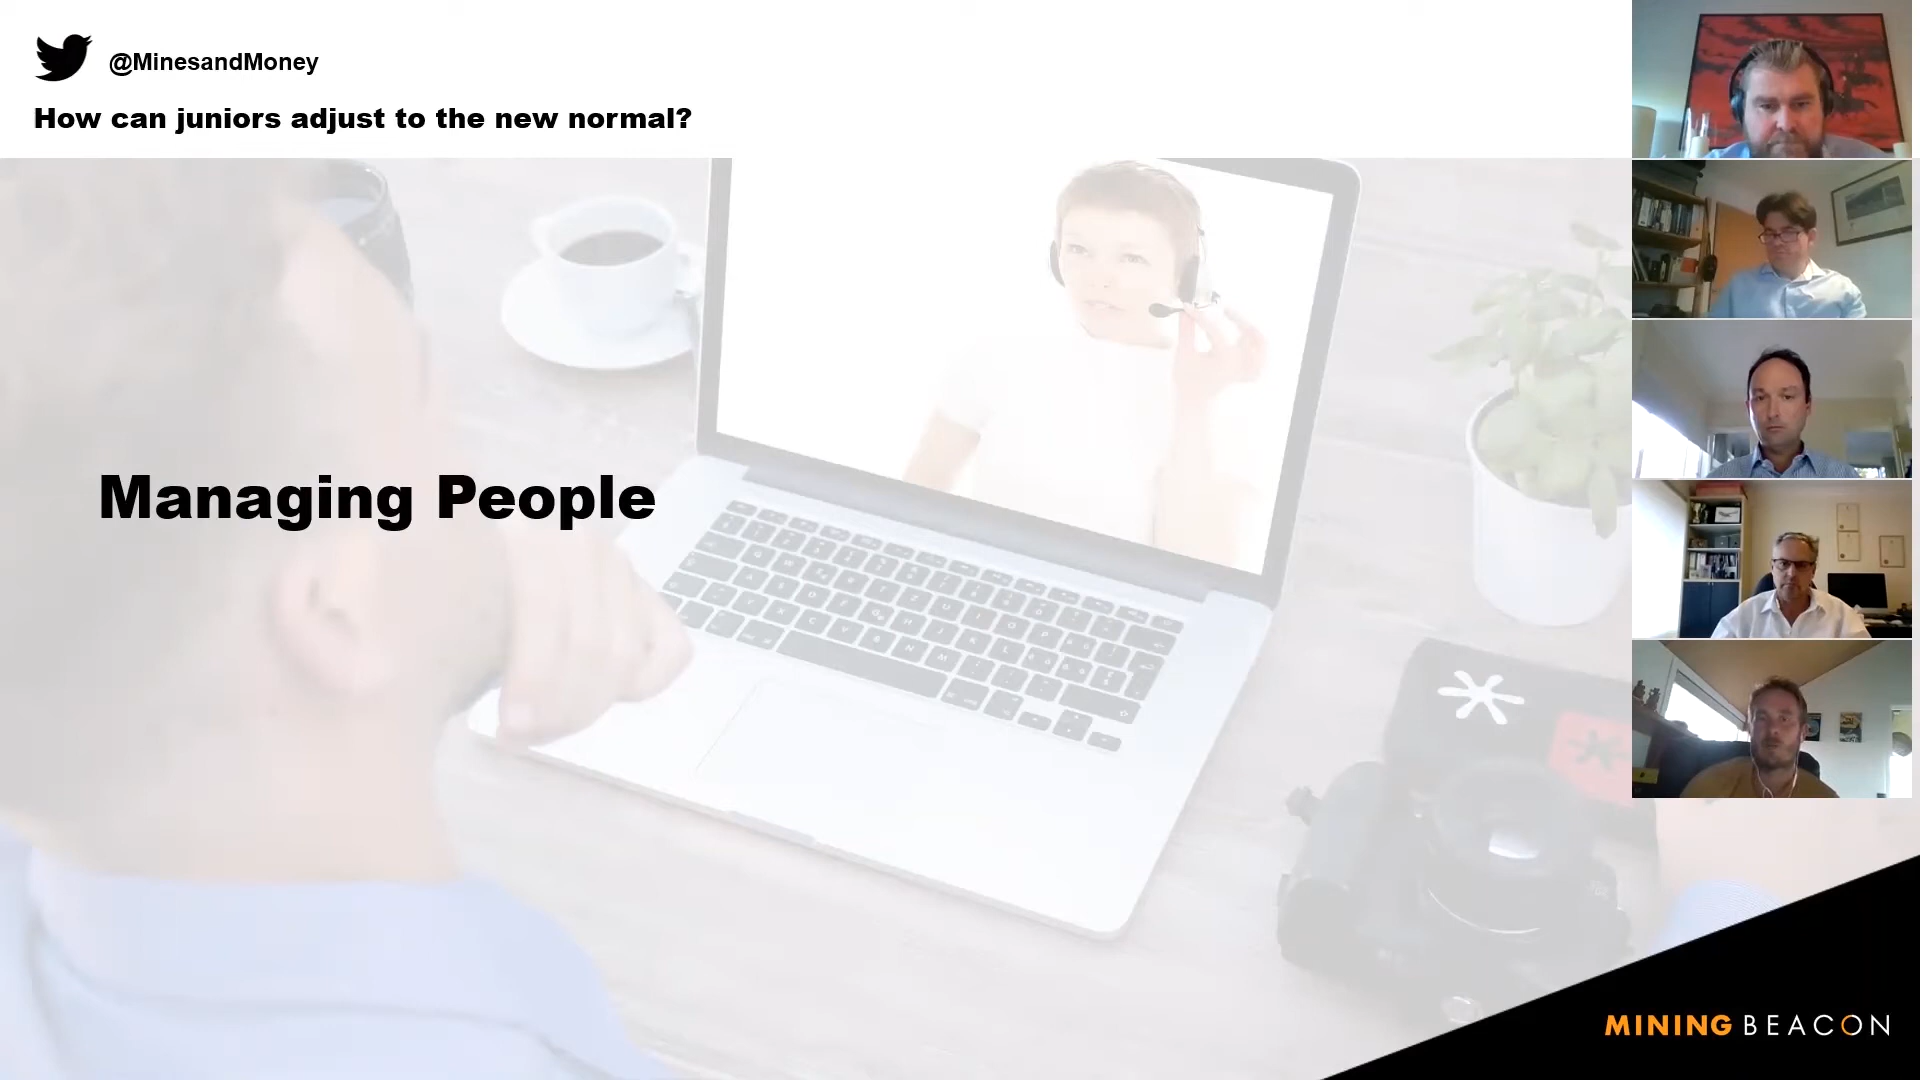 @MinesandMoney
How can juniors adjust to the new normal?
Managing People
MINING BEACON